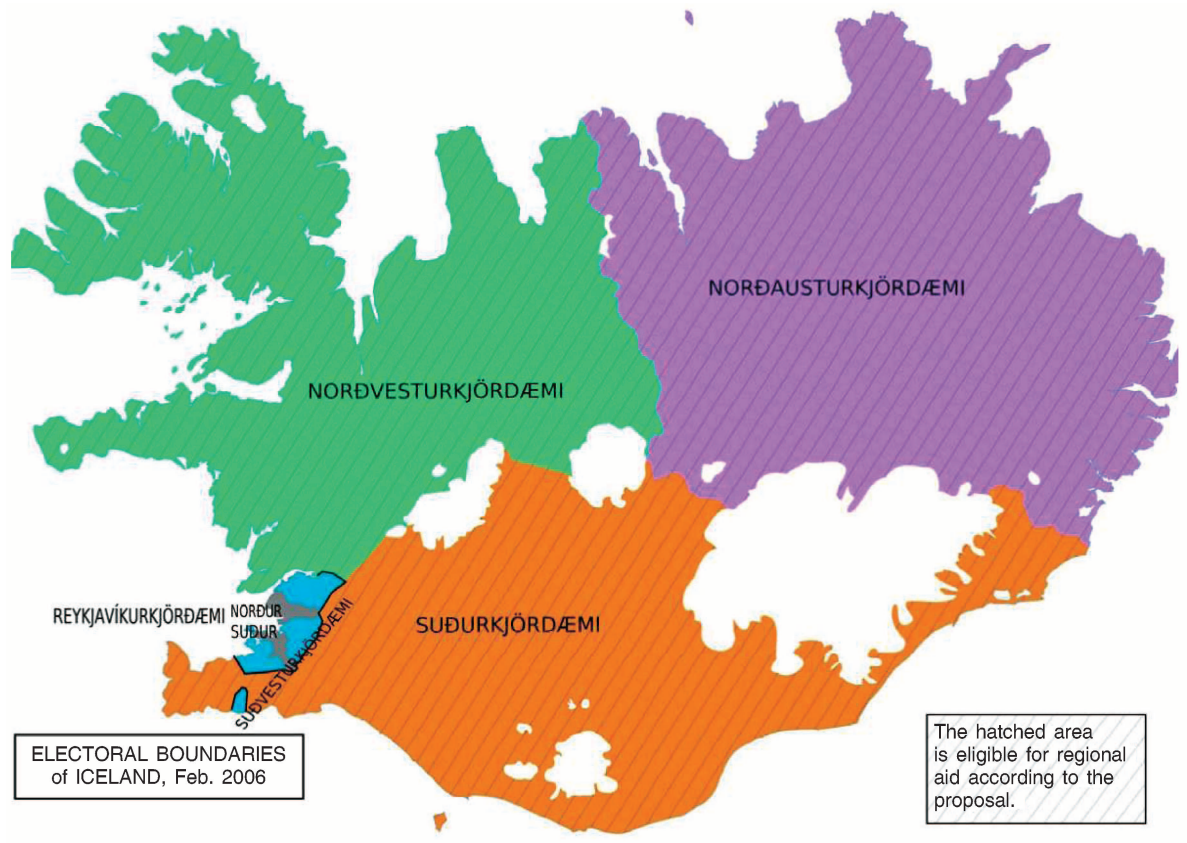 NORÐAUSTURKJÖRDÆMI
NORÐVESTURKJÖRDÆMI
REYKJAVÍKURKJÖRÐÆMI
NORÐUR
SUÐUR
SUÐVESTURKJÖRDÆMI
SUÐURKJÖRDÆMI
ELECTORAL BOUNDARIES
of ICELAND, Feb. 2006
The hatched area
is eligible for regional
aid according to the
proposal.